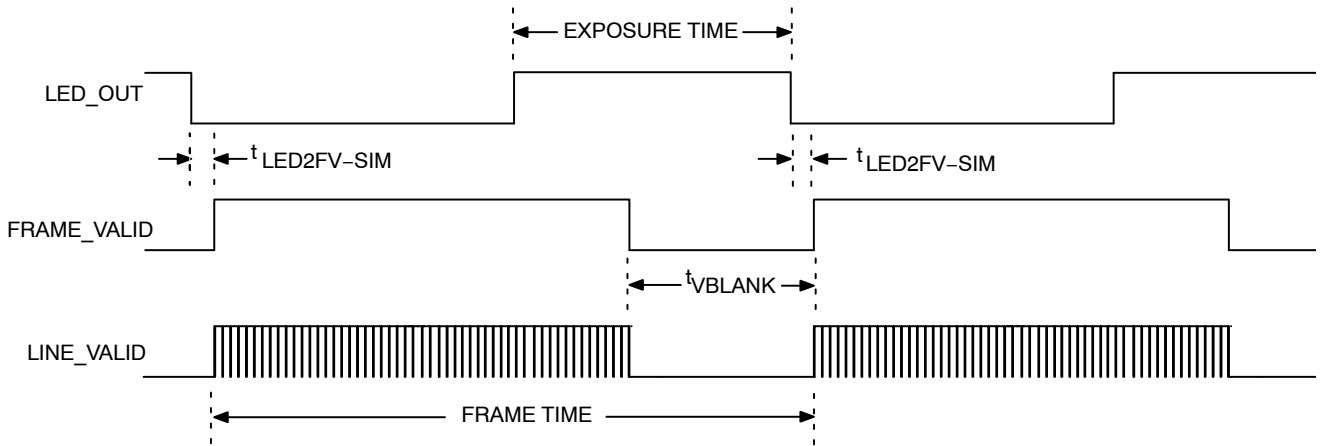 EXPOSURE TIME
LED_OUT
tLED2FV−SIM
tLED2FV−SIM
FRAME_VALID
tVBLANK
LINE_VALID
FRAME TIME